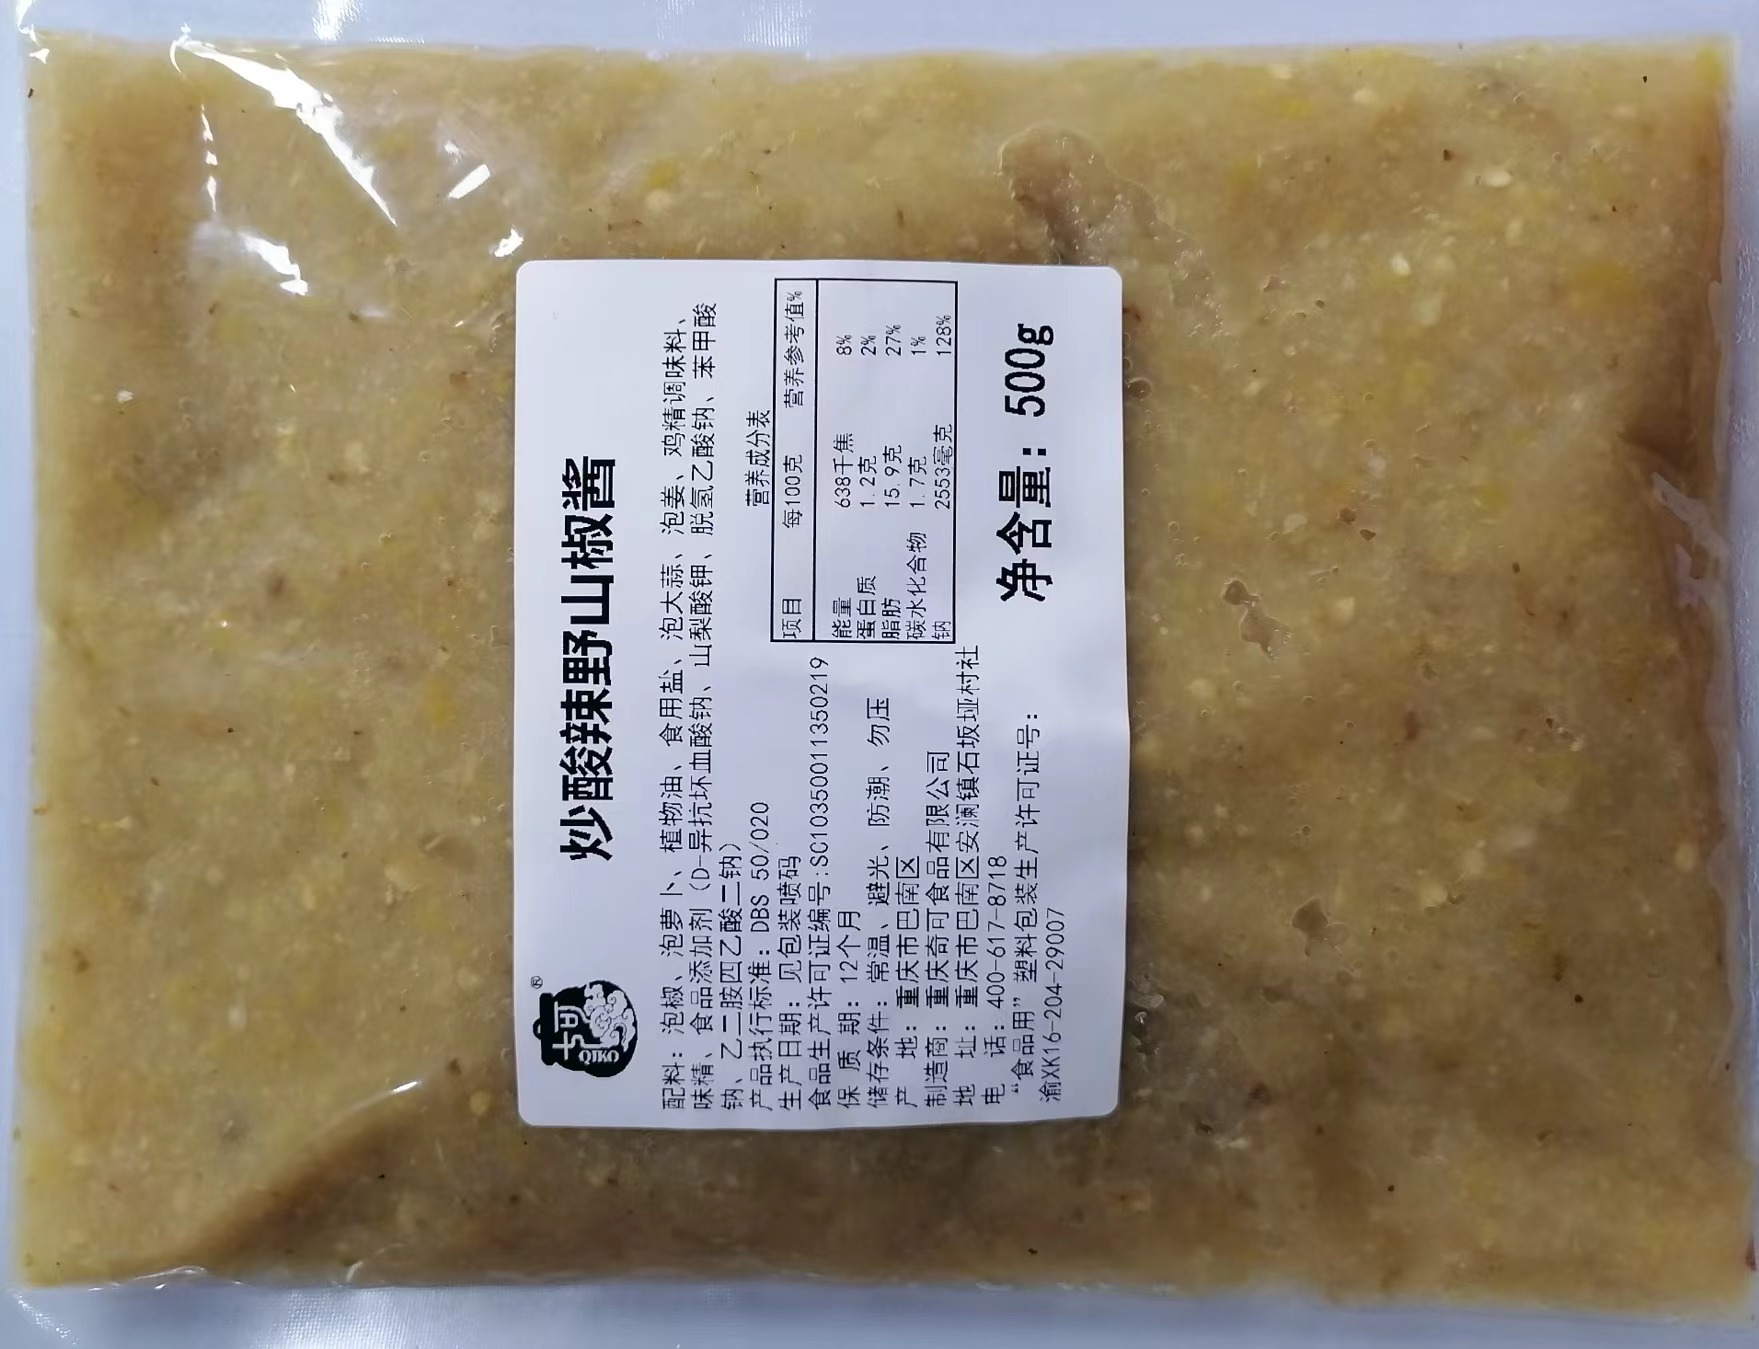 奇可
QIKO
®
炒酸辣野山椒酱
配料：泡椒、泡萝卜、植物油、食用盐、泡大蒜、泡姜、鸡精调味料、
味精、食品添加剂（D-异抗坏血酸钠、山梨酸钾、脱氢乙酸钠、苯甲酸
钠、乙二胺四乙酸二钠）
产品执行标准：DBS 50/020
生产日期：见包装喷码
食品生产许可证编号:SC10350011350219
保 质 期：12个月
储存条件：常温、避光、防潮、勿压
产 地：重庆市巴南区
制造商：重庆奇可食品有限公司
地 址：重庆市巴南区安澜镇石坂垭村社
电 话：400-617-8718
“食品用”塑料包装生产许可证号：
渝XK16-204-29007
营养成分表
项目 每100克 营养参考值%
能量 638千焦 8%
蛋白质 1.2克 2%
脂肪 15.9克 27%
碳水化合物 1.7克 1%
钠 2553毫克 128%
净含量：500g